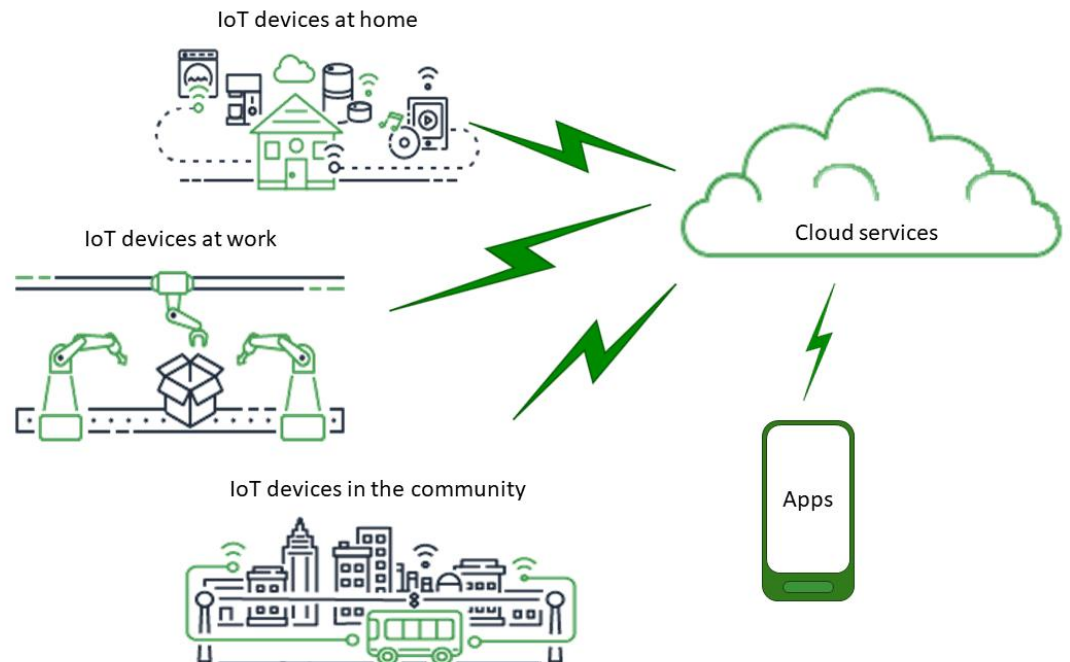 IoT devices at home
Cloud services
IoT devices at work
IoT devices in the community
Apps